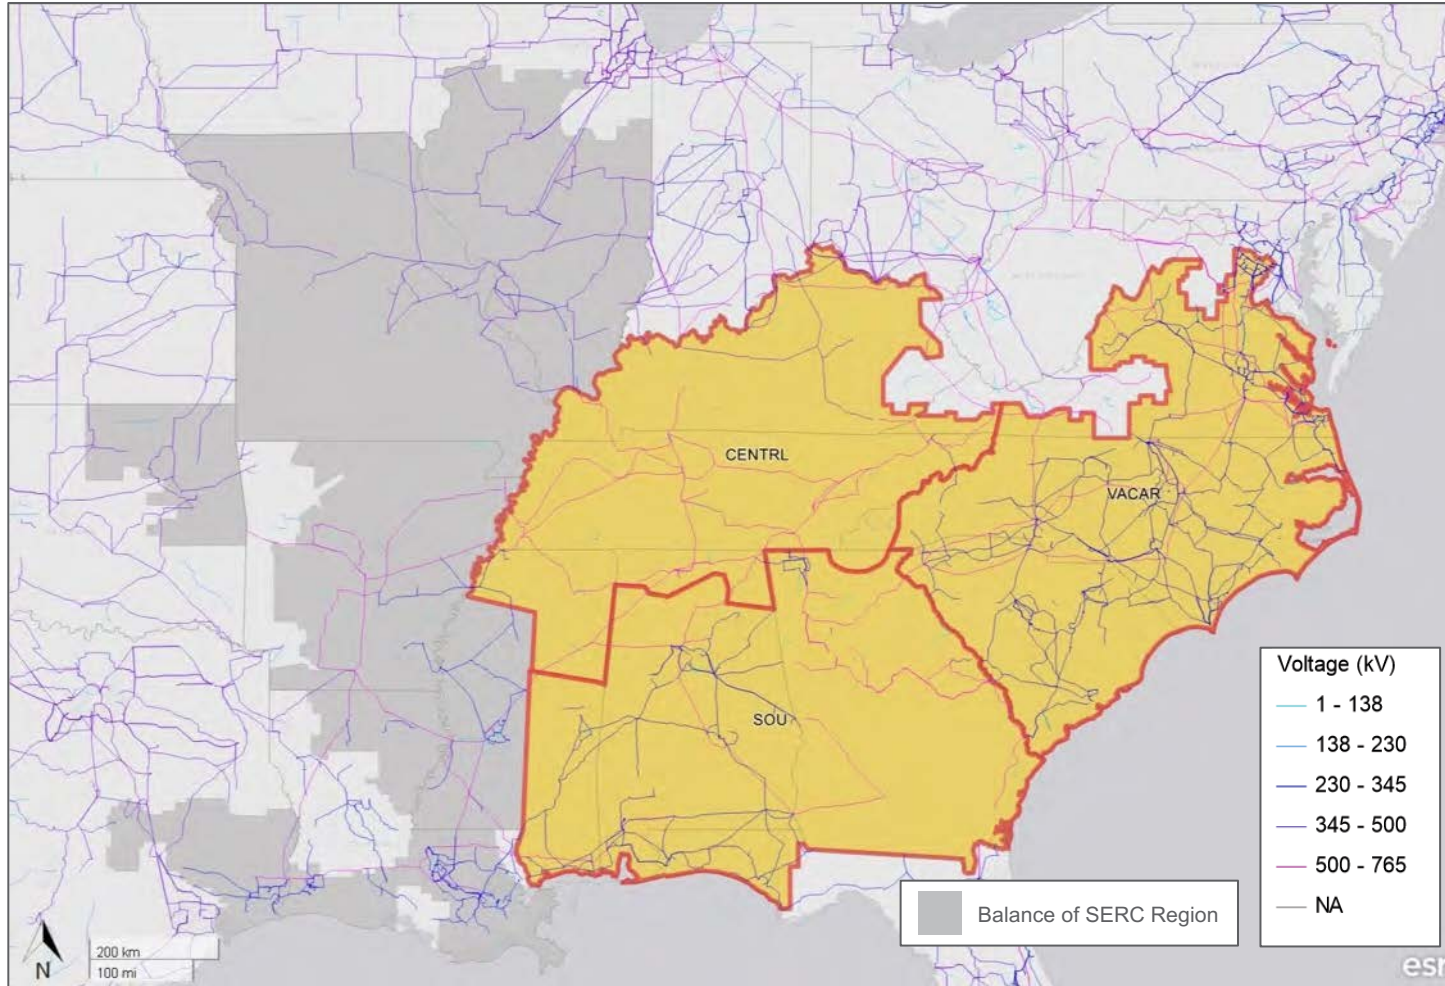 CENTRL
VACAR
SOU
Voltage (kV)
1 - 138
138 - 230
230 - 345
345 - 500
500 - 765
NA
Balance of SERC Region
200 km
100 mi
N
esr